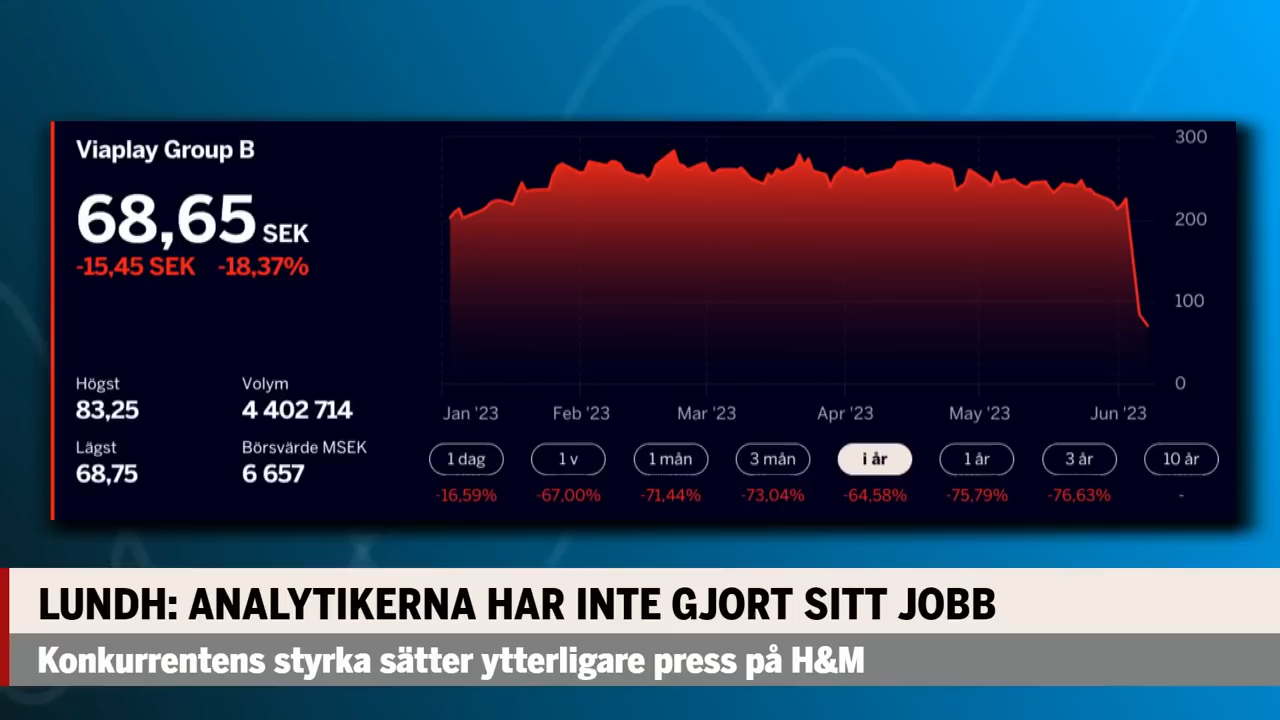 Viaplay Group B
68,65 SEK
-15,45 SEK -18,37%
Högst
83,25
Volym
4 402 714
Lägst
68,75
Börsvärde MSEK
6 657
300
200
100
0
Jan '23 Feb '23 Mar '23 Apr '23 May '23 Jun '23
1 dag 1 v 1 mån 3 mån i år 1 år 3 år 10 år
-16,59% -67,00% -71,44% -73,04% -64,58% -75,79% -76,63% -
LUNDH: ANALYTIKERNA HAR INTE GJORT SITT JOBB
Konkurrentens styrka sätter ytterligare press på H&M